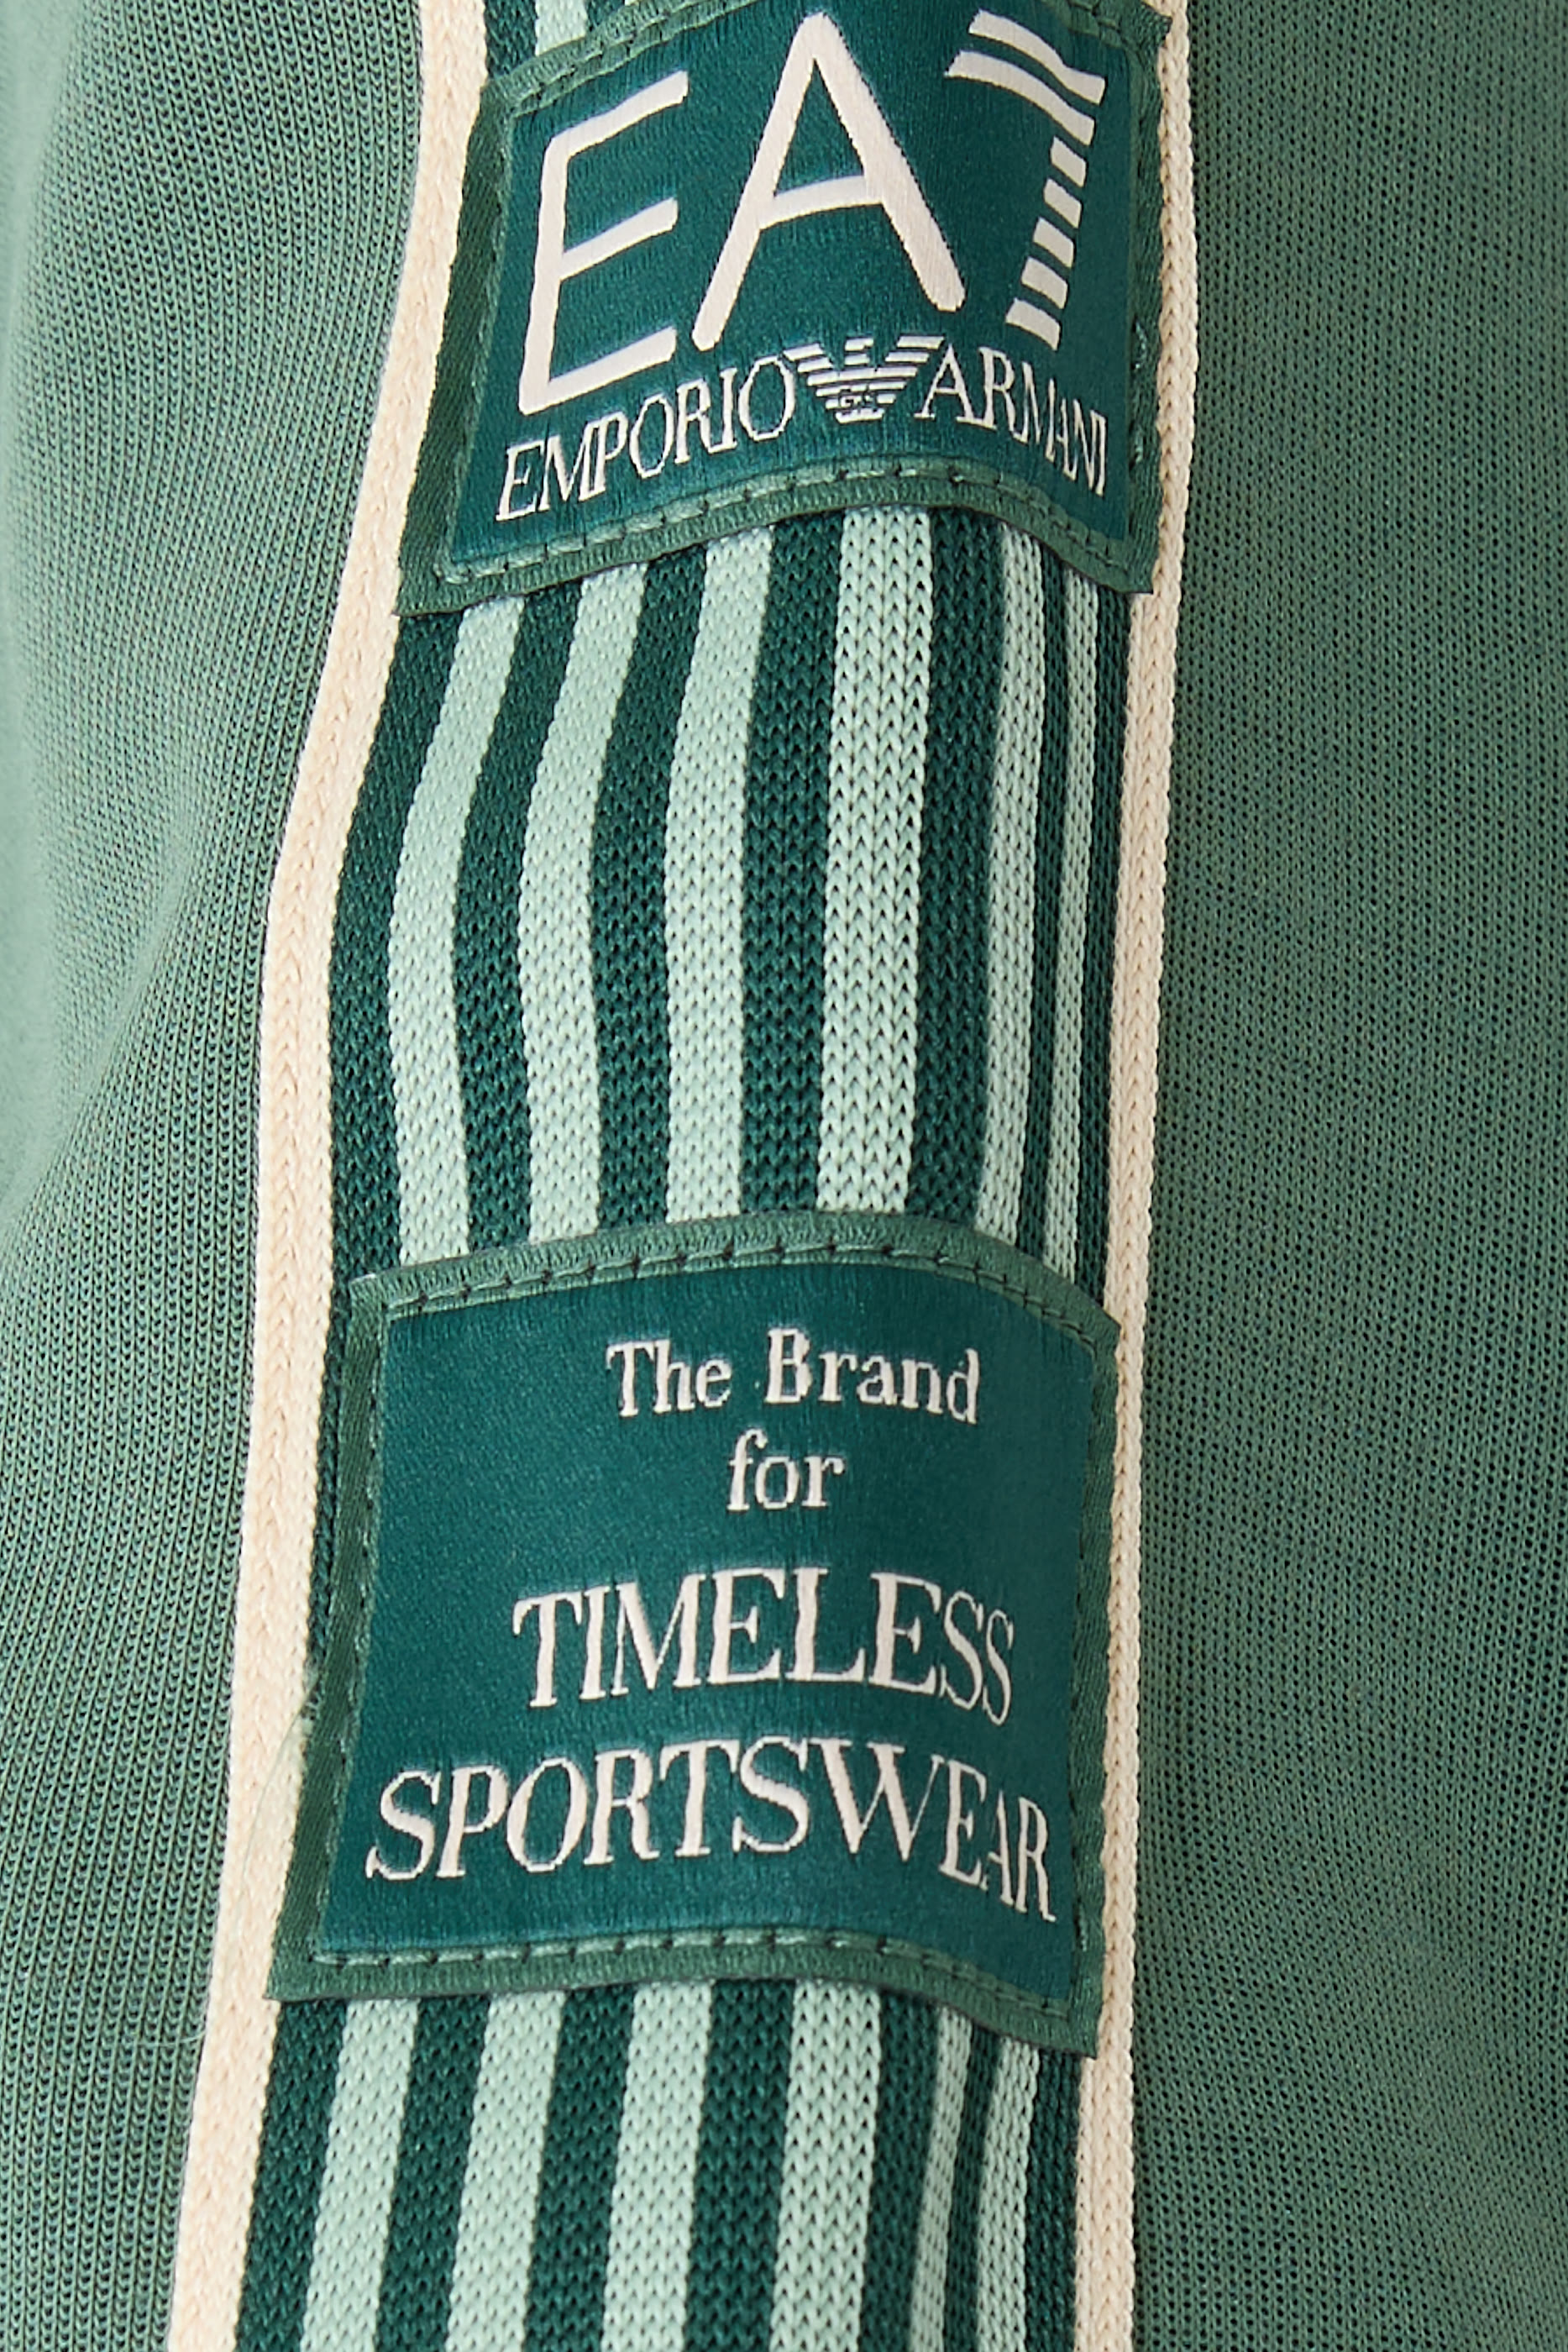 EA7
EMPORIO ARMANI
The Brand
for
TIMELESS
SPORTSWEAR